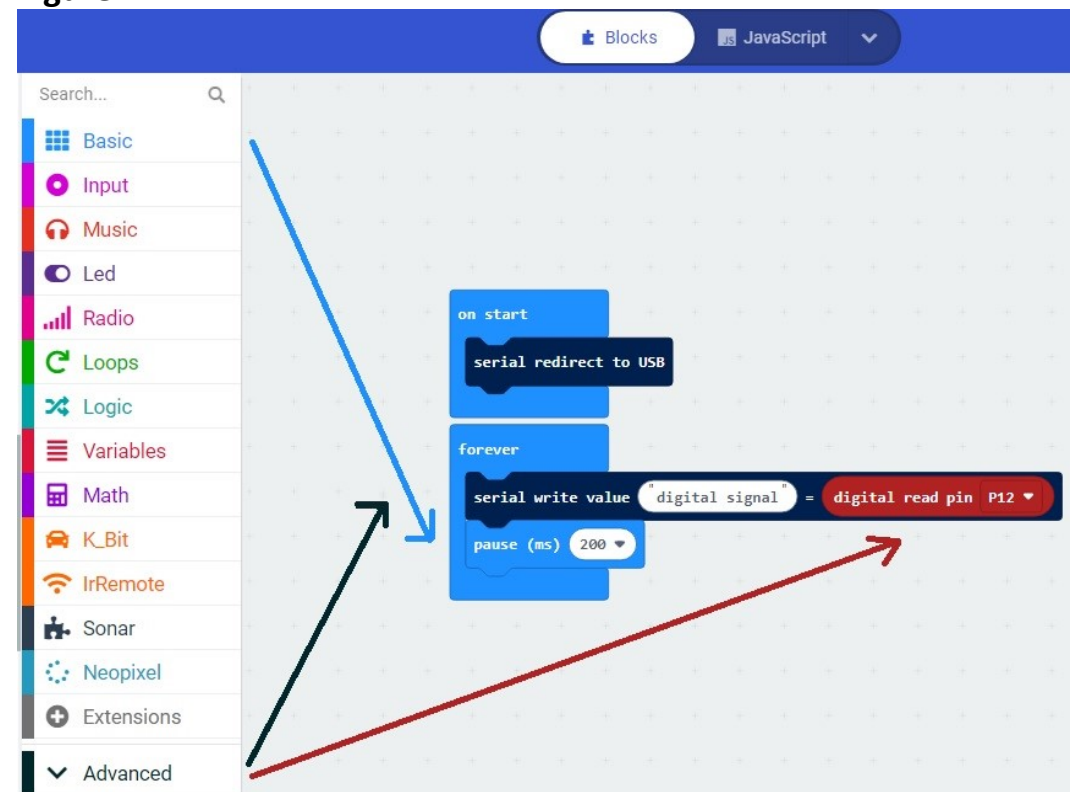 Blocks
JS JavaScript
Search...
Basic
Input
Music
Led
Radio
Loops
Logic
Variables
Math
K_Bit
IrRemote
Sonar
Neopixel
Extensions
Advanced
on start
serial redirect to USB
forever
serial write value "digital signal" = digital read pin P12
pause (ms) 200